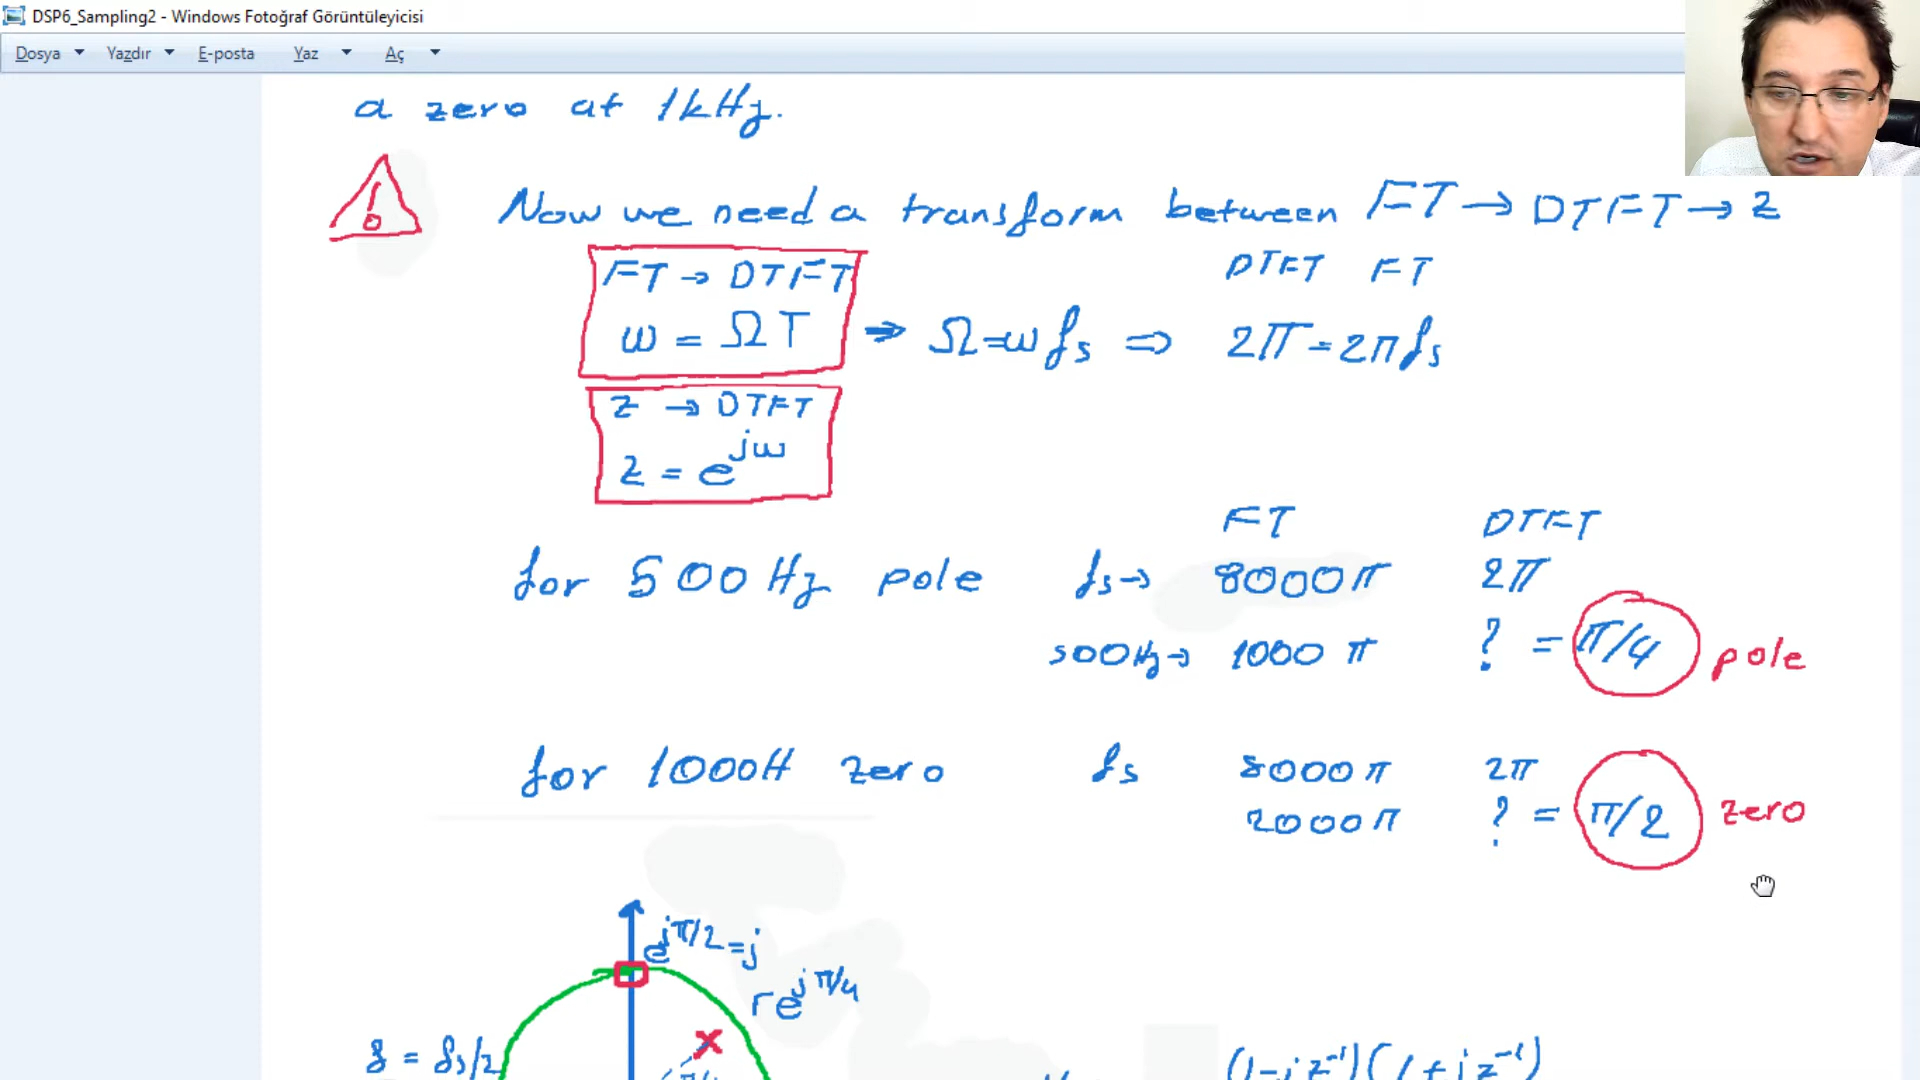 DSP6_Sampling2 - Windows Fotoğraf Görüntüleyicisi
Dosya Yazdır E-posta Yaz Aç
a zero at 1kHz.
! Now we need a transform between FT → DTFT → z
FT → DTFT
DTFT FT
ω = ΩT ⇒ Ω=ωfs ⇒ 2π = 2πfs
z → DTFT
z = e^jω
FT DTFT
for 500Hz pole fs→ 8000π 2π
500Hz→ 1000π ? = π/4 pole
for 1000H zero fs 8000π 2π
2000π ? = π/2 zero
e^jπ/2 = j
re^jπ/4
f = fs/2
(1-jz^-1)(1+jz^-1)